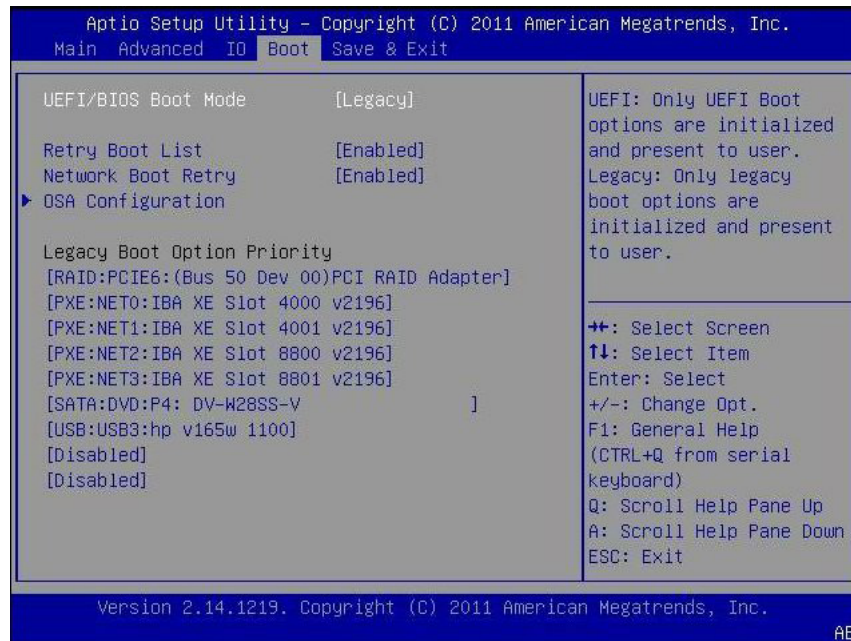 Aptio Setup Utility – Copyright (C) 2011 American Megatrends, Inc.
Main Advanced IO Boot Save & Exit
UEFI/BIOS Boot Mode [Legacy]
Retry Boot List [Enabled]
Network Boot Retry [Enabled]
OSA Configuration
Legacy Boot Option Priority
[RAID:PCIE6:(Bus 50 Dev 00)PCI RAID Adapter]
[PXE:NET0:IBA XE Slot 4000 v2196]
[PXE:NET1:IBA XE Slot 4001 v2196]
[PXE:NET2:IBA XE Slot 8800 v2196]
[PXE:NET3:IBA XE Slot 8801 v2196]
[SATA:DVD:P4: DV-W28SS-V ]
[USB:USB3:hp v165w 1100]
[Disabled]
[Disabled]
UEFI: Only UEFI Boot
options are initialized
and present to user.
Legacy: Only legacy
boot options are
initialized and present
to user.
→←: Select Screen
↑↓: Select Item
Enter: Select
+/-: Change Opt.
F1: General Help
(CTRL+Q from serial
keyboard)
Q: Scroll Help Pane Up
A: Scroll Help Pane Down
ESC: Exit
Version 2.14.1219. Copyright (C) 2011 American Megatrends, Inc.